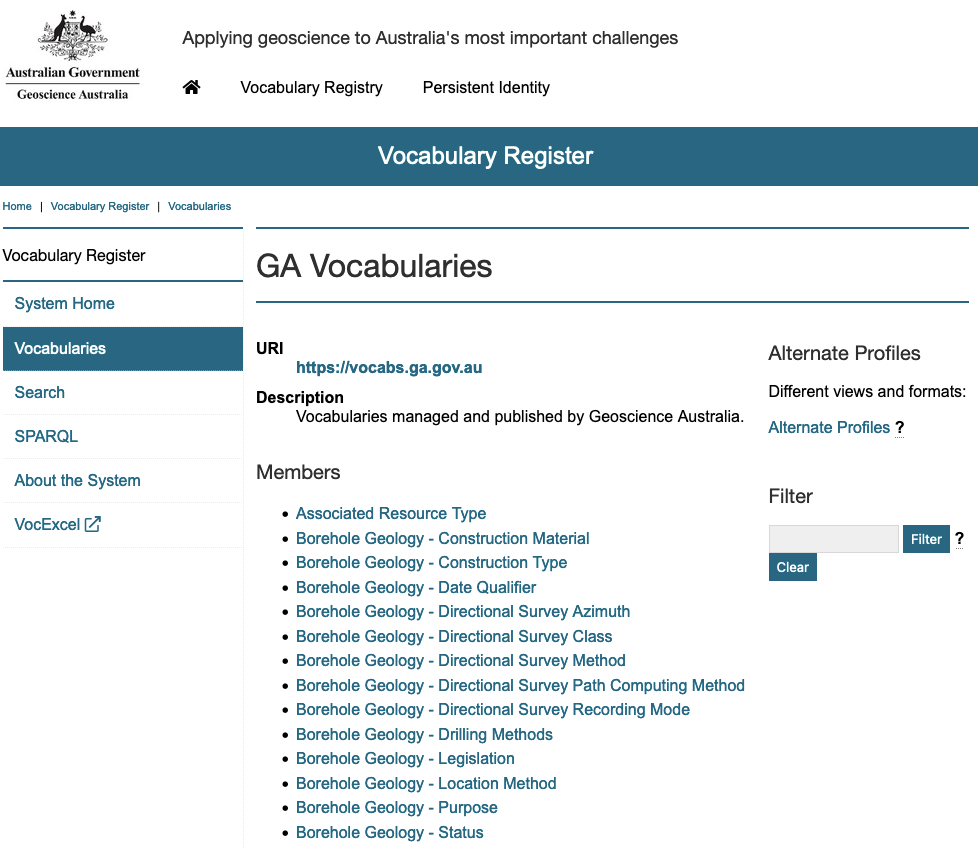 Applying geoscience to Australia's most important challenges
Australian Government
Geoscience Australia
Vocabulary Registry
Persistent Identity
Vocabulary Register
Home | Vocabulary Register | Vocabularies
Vocabulary Register
System Home
Vocabularies
Search
SPARQL
About the System
VocExcel
GA Vocabularies
URI
https://vocabs.ga.gov.au
Description
Vocabularies managed and published by Geoscience Australia.
Members
Associated Resource Type
Borehole Geology - Construction Material
Borehole Geology - Construction Type
Borehole Geology - Date Qualifier
Borehole Geology - Directional Survey Azimuth
Borehole Geology - Directional Survey Class
Borehole Geology - Directional Survey Method
Borehole Geology - Directional Survey Path Computing Method
Borehole Geology - Directional Survey Recording Mode
Borehole Geology - Drilling Methods
Borehole Geology - Legislation
Borehole Geology - Location Method
Borehole Geology - Purpose
Borehole Geology - Status
Alternate Profiles
Different views and formats:
Alternate Profiles ?
Filter
Filter ?
Clear